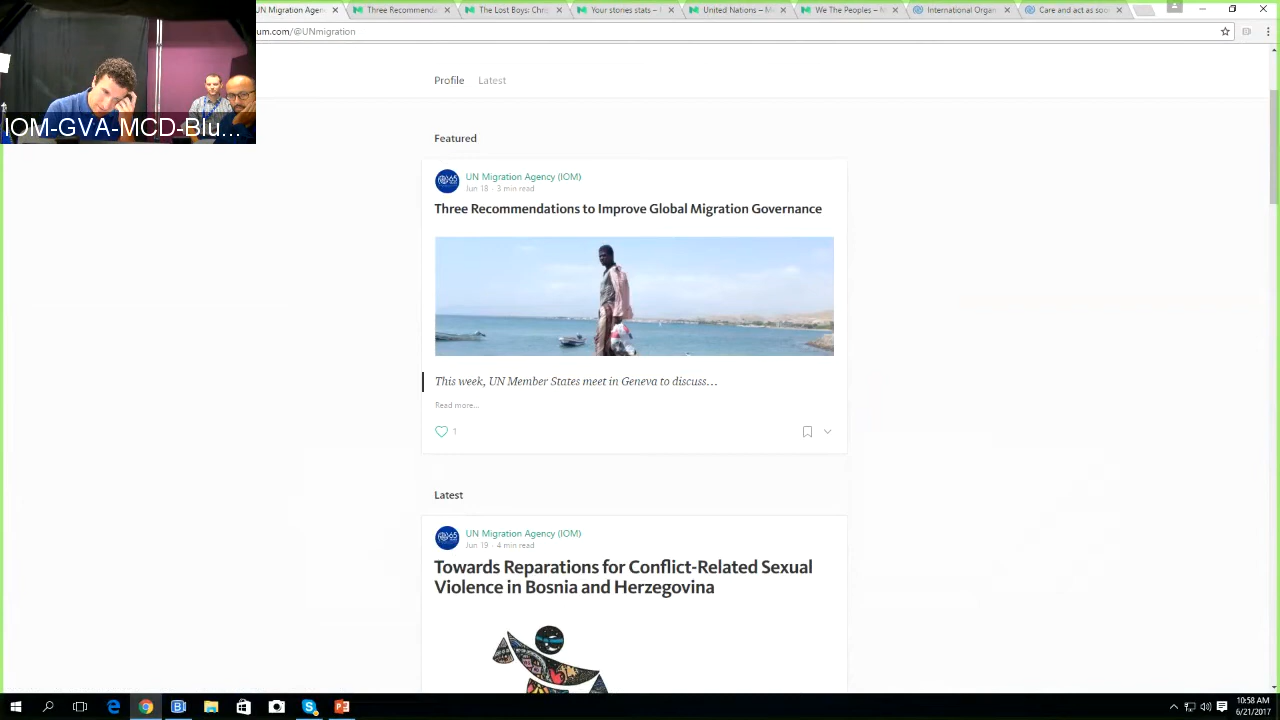 UN Migration Agen
Three Recommenda
The Lost Boys: Chri
Your stories stats –
United Nations – M
We The Peoples – M
International Organ
Care and act as soo
um.com/@UNmigration
IOM-GVA-MCD-Blu...
Profile Latest
Featured
UN Migration Agency (IOM)
Jun 18 · 3 min read
Three Recommendations to Improve Global Migration Governance
This week, UN Member States meet in Geneva to discuss…
Read more...
1
Latest
UN Migration Agency (IOM)
Jun 19 · 4 min read
Towards Reparations for Conflict-Related Sexual
Violence in Bosnia and Herzegovina
10:58 AM
6/21/2017